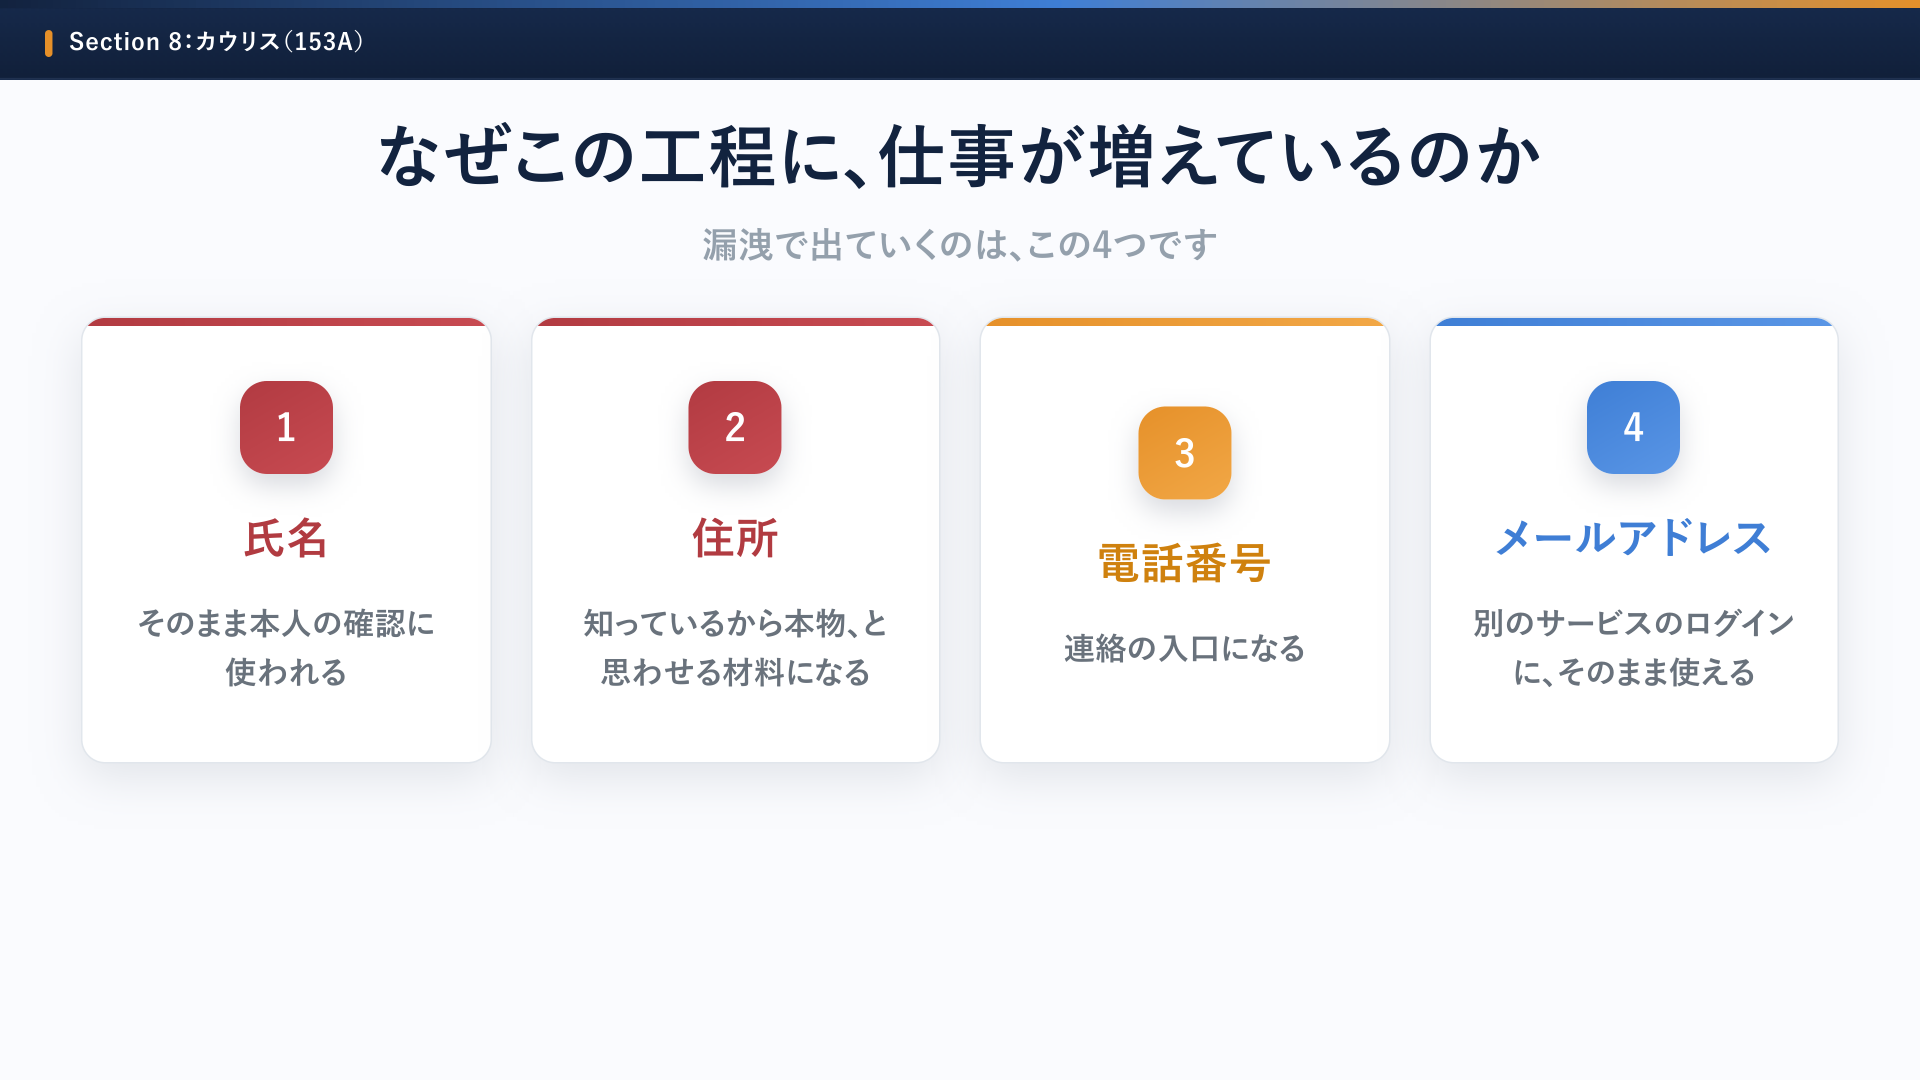 Section 8：カウリス（153A）
なぜこの工程に、仕事が増えているのか
漏洩で出ていくのは、この4つです
1
氏名
そのまま本人の確認に
使われる
2
住所
知っているから本物、と
思わせる材料になる
3
電話番号
連絡の入口になる
4
メールアドレス
別のサービスのログイン
に、そのまま使える